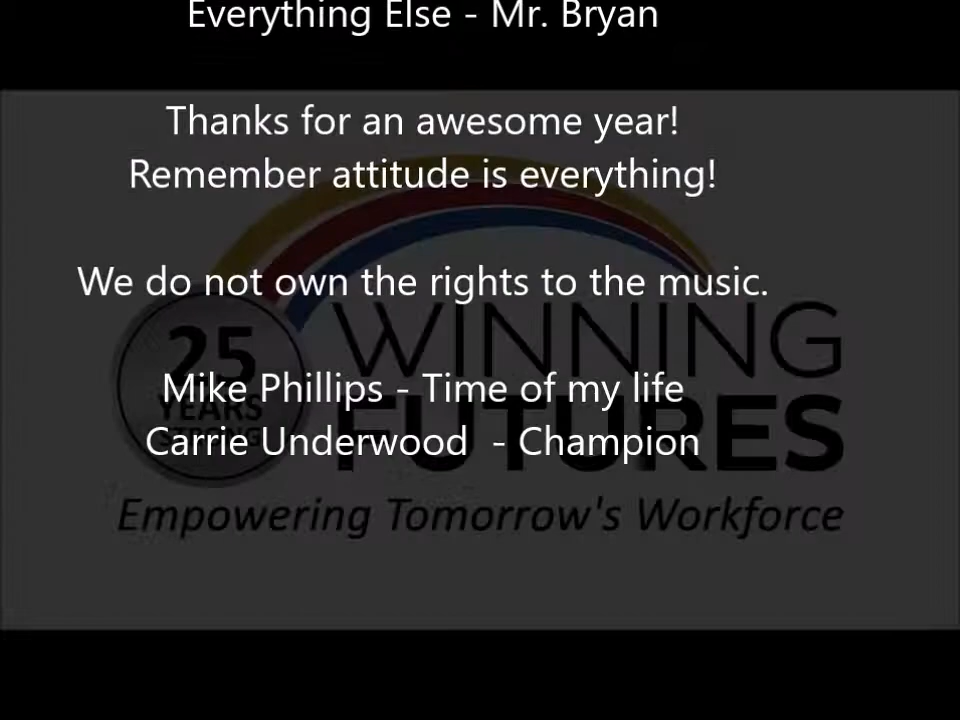 Everything Else - Mr. Bryan
Thanks for an awesome year!
Remember attitude is everything!
We do not own the rights to the music.
Mike Phillips - Time of my life
Carrie Underwood - Champion
25
YEARS
STRONG
WINNING
FUTURES
Empowering Tomorrow's Workforce